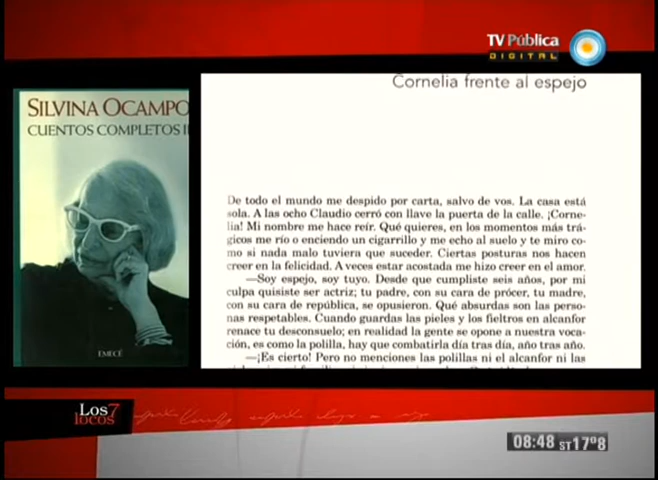 TV Pública
DIGITAL
SILVINA OCAMPO
CUENTOS COMPLETOS II
EMECÉ
Cornelia frente al espejo
De todo el mundo me despido por carta, salvo de vos. La casa está
sola. A las ocho Claudio cerró con llave la puerta de la calle. ¡Corne-
lia! Mi nombre me hace reír. Qué quieres, en los momentos más trá-
gicos me río o enciendo un cigarrillo y me echo al suelo y te miro co-
mo si nada malo tuviera que suceder. Ciertas posturas nos hacen
creer en la felicidad. A veces estar acostada me hizo creer en el amor.
—Soy espejo, soy tuyo. Desde que cumpliste seis años, por mi
culpa quisiste ser actriz; tu padre, con su cara de prócer, tu madre,
con su cara de república, se opusieron. Qué absurdas son las perso-
nas respetables. Cuando guardas las pieles y los fieltros en alcanfor
renace tu desconsuelo; en realidad la gente se opone a nuestra voca-
ción, es como la polilla, hay que combatirla día tras día, año tras año.
—¡Es cierto! Pero no menciones las polillas ni el alcanfor ni las
Los 7
locos
08:48 ST 17º8